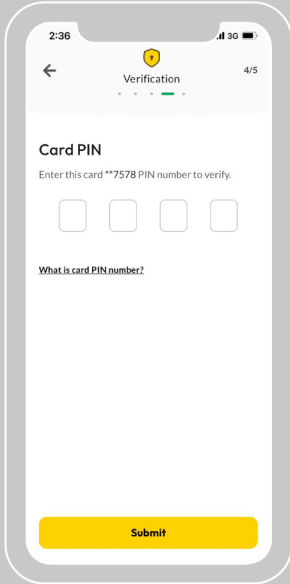 2:36
3G
Verification
4/5
Card PIN
Enter this card **7578 PIN number to verify.
What is card PIN number?
Submit